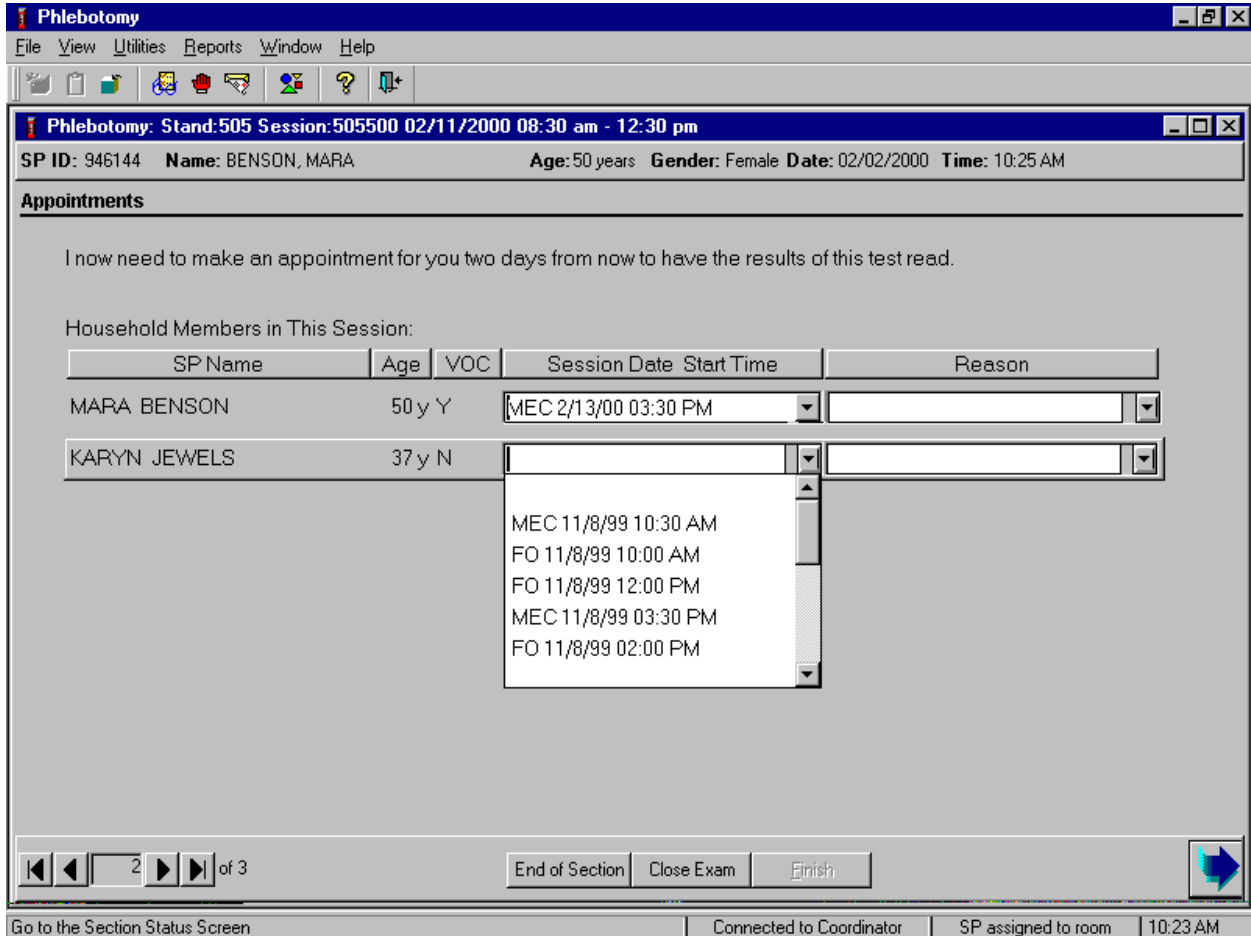 Phlebotomy
File View Utilities Reports Window Help
Phlebotomy: Stand:505 Session:505500 02/11/2000 08:30 am - 12:30 pm
SP ID: 946144 Name: BENSON, MARA Age: 50 years Gender: Female Date: 02/02/2000 Time: 10:25 AM
Appointments
I now need to make an appointment for you two days from now to have the results of this test read.
Household Members in This Session:
SP Name Age VOC Session Date Start Time Reason
MARA BENSON 50 y Y MEC 2/13/00 03:30 PM
KARYN JEWELS 37 y N
MEC 11/8/99 10:30 AM
FO 11/8/99 10:00 AM
FO 11/8/99 12:00 PM
MEC 11/8/99 03:30 PM
FO 11/8/99 02:00 PM
2 of 3 End of Section Close Exam Finish
Go to the Section Status Screen Connected to Coordinator SP assigned to room 10:23 AM